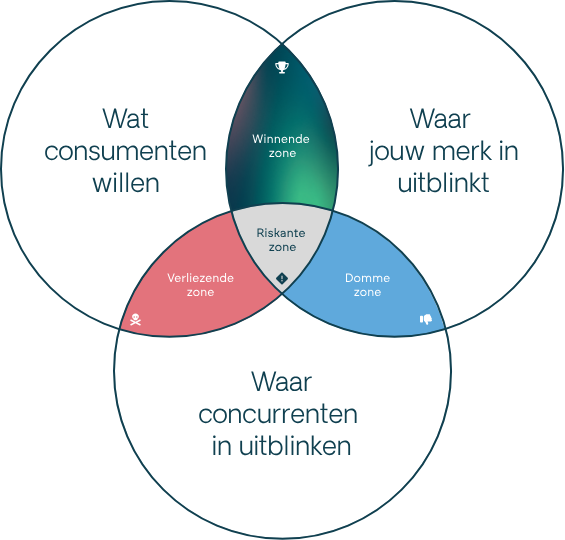 Wat
consumenten
willen
Waar
jouw merk in
uitblinkt
Winnende
zone
Riskante
zone
Verliezende
zone
Domme
zone
Waar
concurrenten
in uitblinken